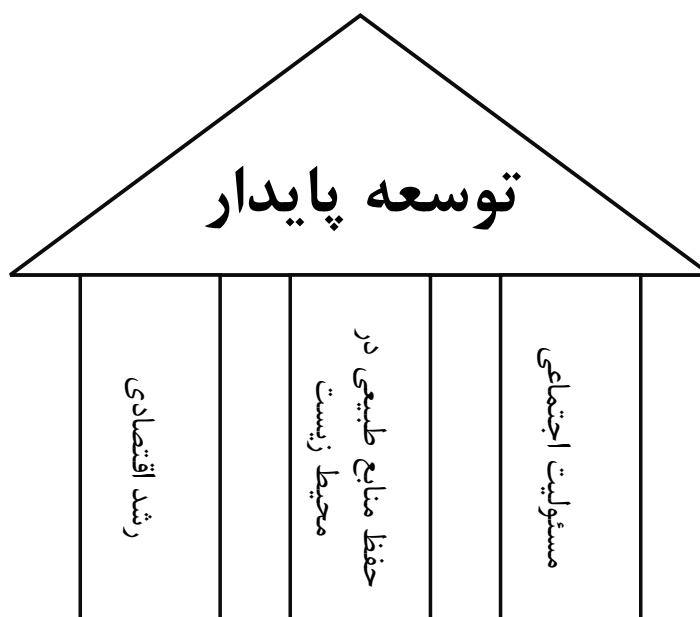 توسعه پایدار
مسئولیت اجتماعی
حفظ منابع طبیعی در
محیط زیست
رشد اقتصادی